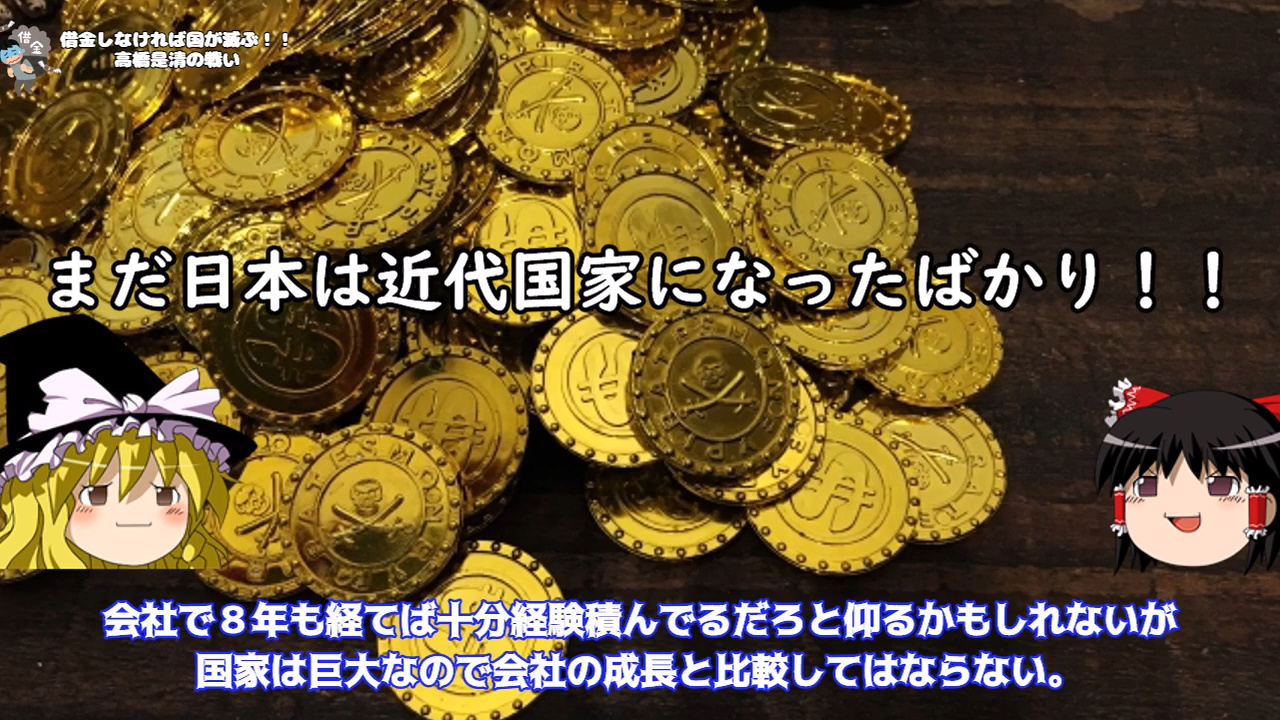 借金
借金しなければ国が滅ぶ！！
高橋是清の戦い
まだ日本は近代国家になったばかり！！
会社で８年も経てば十分経験積んでるだろと仰るかもしれないが
国家は巨大なので会社の成長と比較してはならない。